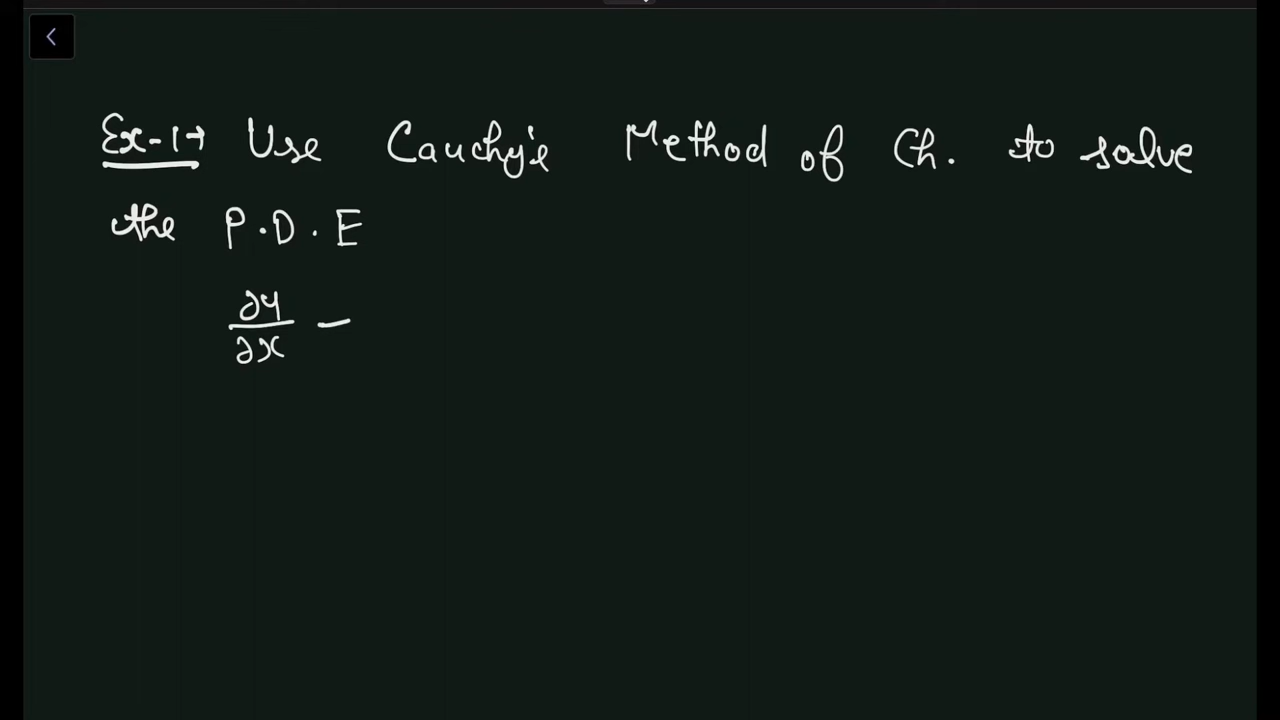 Ex-1→ Use Cauchy's Method of Ch. to solve
the P.D.E
∂u/∂x −